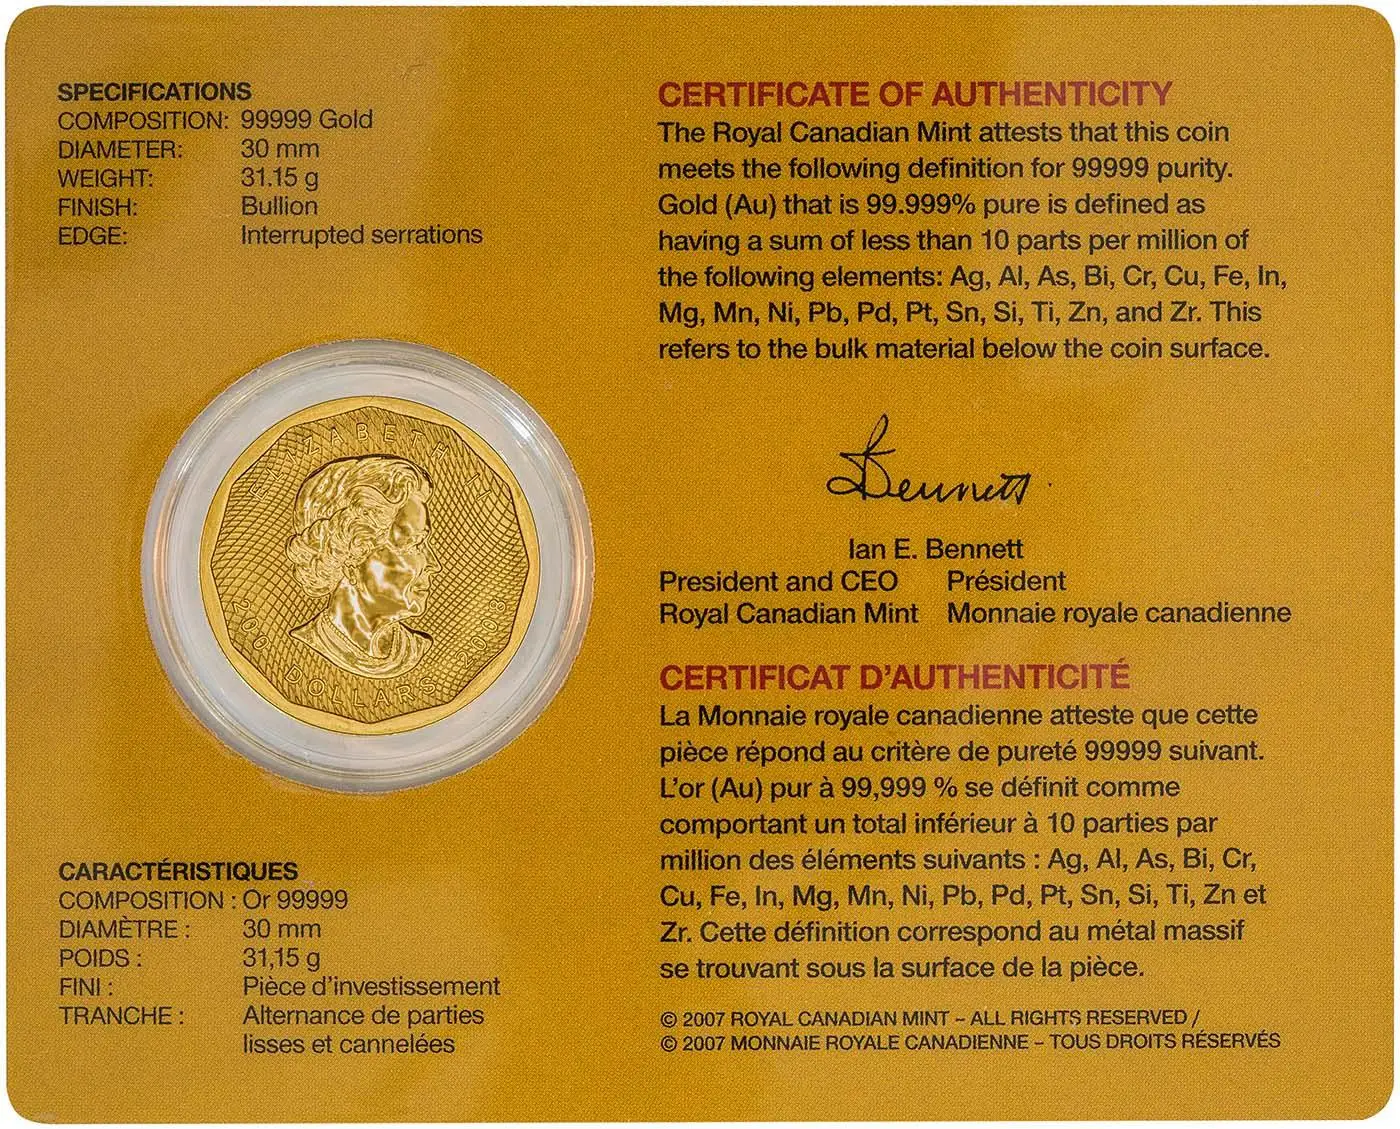 SPECIFICATIONS
COMPOSITION: 99999 Gold
DIAMETER: 30 mm
WEIGHT: 31.15 g
FINISH: Bullion
EDGE: Interrupted serrations
ELIZABETH II
200 DOLLARS 2008
CARACTÉRISTIQUES
COMPOSITION : Or 99999
DIAMÈTRE : 30 mm
POIDS : 31,15 g
FINI : Pièce d'investissement
TRANCHE : Alternance de parties
lisses et cannelées
CERTIFICATE OF AUTHENTICITY
The Royal Canadian Mint attests that this coin
meets the following definition for 99999 purity.
Gold (Au) that is 99.999% pure is defined as
having a sum of less than 10 parts per million of
the following elements: Ag, Al, As, Bi, Cr, Cu, Fe, In,
Mg, Mn, Ni, Pb, Pd, Pt, Sn, Si, Ti, Zn, and Zr. This
refers to the bulk material below the coin surface.
IBennett
Ian E. Bennett
President and CEO Président
Royal Canadian Mint Monnaie royale canadienne
CERTIFICAT D'AUTHENTICITÉ
La Monnaie royale canadienne atteste que cette
pièce répond au critère de pureté 99999 suivant.
L'or (Au) pur à 99,999 % se définit comme
comportant un total inférieur à 10 parties par
million des éléments suivants : Ag, Al, As, Bi, Cr,
Cu, Fe, In, Mg, Mn, Ni, Pb, Pd, Pt, Sn, Si, Ti, Zn et
Zr. Cette définition correspond au métal massif
se trouvant sous la surface de la pièce.
© 2007 ROYAL CANADIAN MINT – ALL RIGHTS RESERVED /
© 2007 MONNAIE ROYALE CANADIENNE – TOUS DROITS RÉSERVÉS